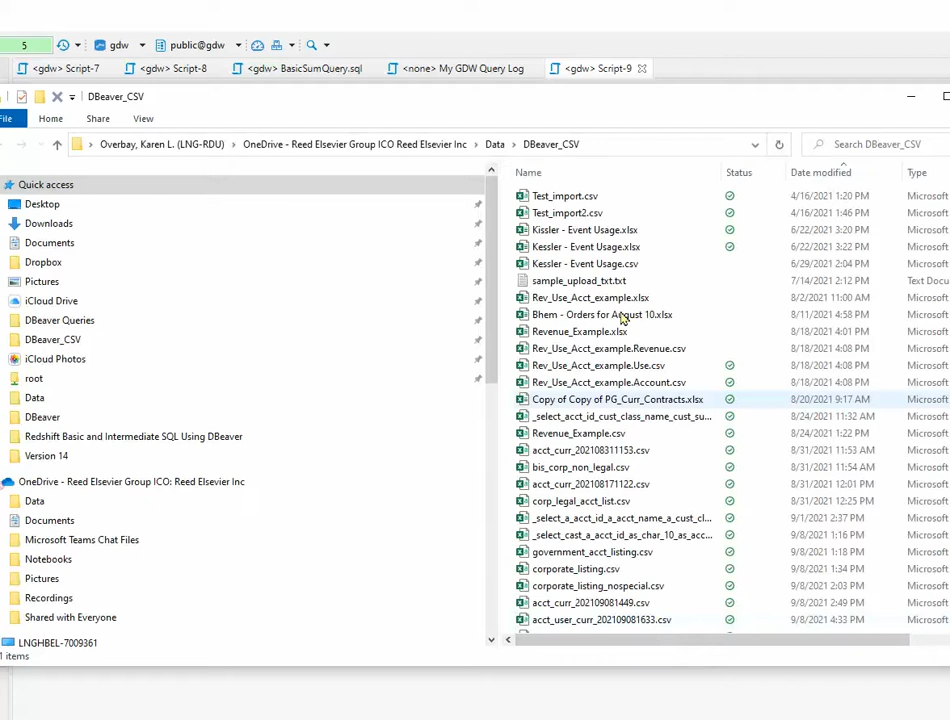 5 gdw public@gdw
<gdw> Script-7 <gdw> Script-8 <gdw> BasicSumQuery.sql <none> My GDW Query Log <gdw> Script-9
DBeaver_CSV
File Home Share View
Overbay, Karen L. (LNG-RDU) OneDrive - Reed Elsevier Group ICO Reed Elsevier Inc Data DBeaver_CSV Search DBeaver_CSV
Name Status Date modified Type
Quick access
Desktop
Downloads
Documents
Dropbox
Pictures
iCloud Drive
DBeaver Queries
DBeaver_CSV
iCloud Photos
root
Data
DBeaver
Redshift Basic and Intermediate SQL Using DBeaver
Version 14
OneDrive - Reed Elsevier Group ICO: Reed Elsevier Inc
Data
Documents
Microsoft Teams Chat Files
Notebooks
Pictures
Recordings
Shared with Everyone
LNGHBEL-7009361
Test_import.csv 4/16/2021 1:20 PM Microsoft
Test_import2.csv 4/16/2021 1:46 PM Microsoft
Kissler - Event Usage.xlsx 6/22/2021 3:20 PM Microsoft
Kessler - Event Usage.xlsx 6/22/2021 3:22 PM Microsoft
Kessler - Event Usage.csv 6/29/2021 2:04 PM Microsoft
sample_upload_txt.txt 7/14/2021 2:12 PM Text Docu
Rev_Use_Acct_example.xlsx 8/2/2021 11:00 AM Microsoft
Bhem - Orders for August 10.xlsx 8/11/2021 4:58 PM Microsoft
Revenue_Example.xlsx 8/18/2021 4:01 PM Microsoft
Rev_Use_Acct_example.Revenue.csv 8/18/2021 4:08 PM Microsoft
Rev_Use_Acct_example.Use.csv 8/18/2021 4:08 PM Microsoft
Rev_Use_Acct_example.Account.csv 8/18/2021 4:08 PM Microsoft
Copy of Copy of PG_Curr_Contracts.xlsx 8/20/2021 9:17 AM Microsoft
_select_acct_id_cust_class_name_cust_su... 8/24/2021 11:32 AM Microsoft
Revenue_Example.csv 8/24/2021 1:22 PM Microsoft
acct_curr_202108311153.csv 8/31/2021 11:53 AM Microsoft
bis_corp_non_legal.csv 8/31/2021 11:54 AM Microsoft
acct_curr_202108171122.csv 8/31/2021 12:01 PM Microsoft
corp_legal_acct_list.csv 8/31/2021 12:25 PM Microsoft
_select_a_acct_id_a_acct_name_a_cust_cl... 9/1/2021 2:37 PM Microsoft
_select_cast_a_acct_id_as_char_10_as_acc... 9/8/2021 1:16 PM Microsoft
government_acct_listing.csv 9/8/2021 1:18 PM Microsoft
corporate_listing.csv 9/8/2021 1:34 PM Microsoft
corporate_listing_nospecial.csv 9/8/2021 2:03 PM Microsoft
acct_curr_202109081449.csv 9/8/2021 2:49 PM Microsoft
acct_user_curr_202109081633.csv 9/8/2021 4:33 PM Microsoft
1 items